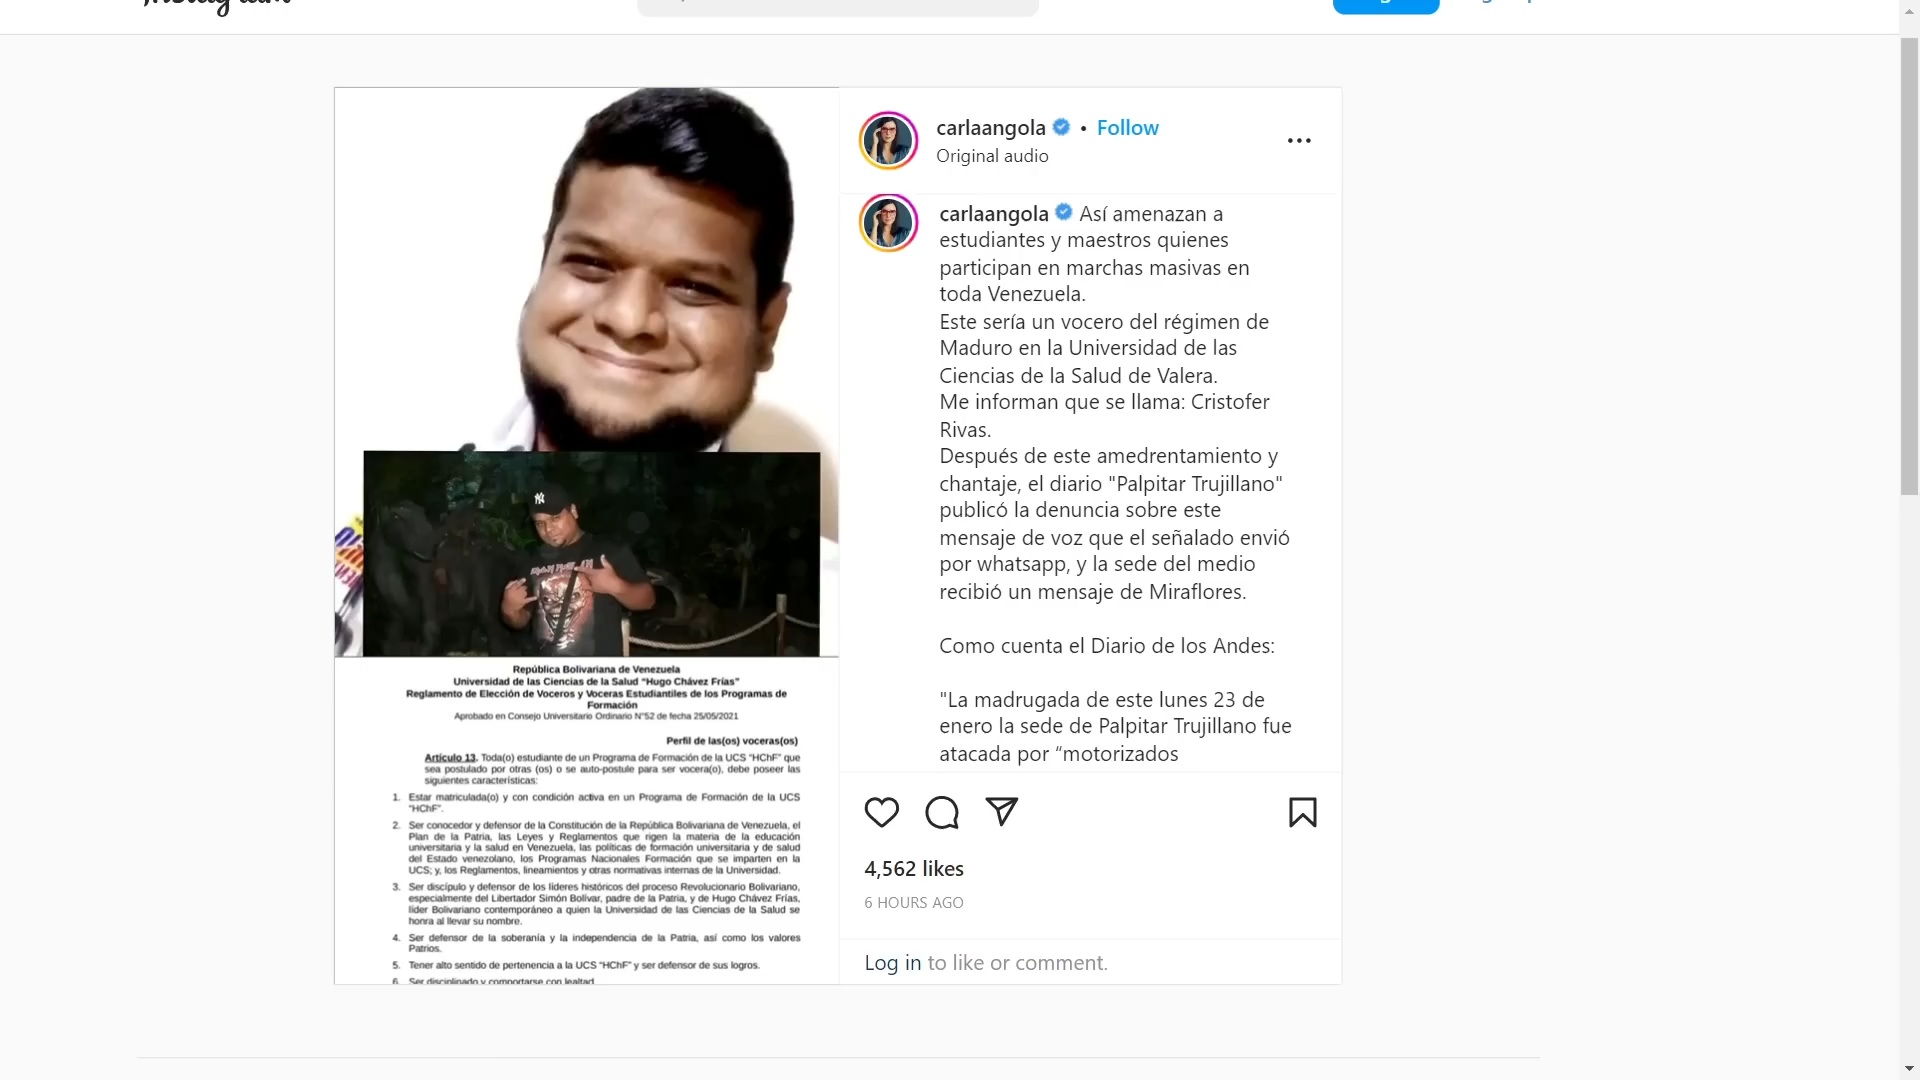 carlaangola • Follow
Original audio
carlaangola Así amenazan a
estudiantes y maestros quienes
participan en marchas masivas en
toda Venezuela.
Este sería un vocero del régimen de
Maduro en la Universidad de las
Ciencias de la Salud de Valera.
Me informan que se llama: Cristofer
Rivas.
Después de este amedrentamiento y
chantaje, el diario "Palpitar Trujillano"
publicó la denuncia sobre este
mensaje de voz que el señalado envió
por whatsapp, y la sede del medio
recibió un mensaje de Miraflores.
Como cuenta el Diario de los Andes:
"La madrugada de este lunes 23 de
enero la sede de Palpitar Trujillano fue
atacada por “motorizados
4,562 likes
6 HOURS AGO
Log in to like or comment.
NY
República Bolivariana de Venezuela
Universidad de las Ciencias de la Salud “Hugo Chávez Frías”
Reglamento de Elección de Voceros y Voceras Estudiantiles de los Programas de
Formación
Aprobado en Consejo Universitario Ordinario N°52 de fecha 25/05/2021
Perfil de las(os) voceras(os)
Artículo 13. Toda(o) estudiante de un Programa de Formación de la UCS “HChF” que
sea postulado por otras (os) o se auto-postule para ser vocera(o), debe poseer las
siguientes características:
1. Estar matriculada(o) y con condición activa en un Programa de Formación de la UCS
“HChF”.
2. Ser conocedor y defensor de la Constitución de la República Bolivariana de Venezuela, el
Plan de la Patria, las Leyes y Reglamentos que rigen la materia de la educación
universitaria y la salud en Venezuela, las políticas de formación universitaria y de salud
del Estado venezolano, los Programas Nacionales Formación que se imparten en la
UCS; y, los Reglamentos, lineamientos y otras normativas internas de la Universidad.
3. Ser discípulo y defensor de los líderes históricos del proceso Revolucionario Bolivariano,
especialmente del Libertador Simón Bolívar, padre de la Patria, y de Hugo Chávez Frías,
líder Bolivariano contemporáneo a quien la Universidad de las Ciencias de la Salud se
honra al llevar su nombre.
4. Ser defensor de la soberanía y la independencia de la Patria, así como los valores
Patrios.
5. Tener alto sentido de pertenencia a la UCS “HChF” y ser defensor de sus logros.
6. Ser disciplinado y comportarse con lealtad